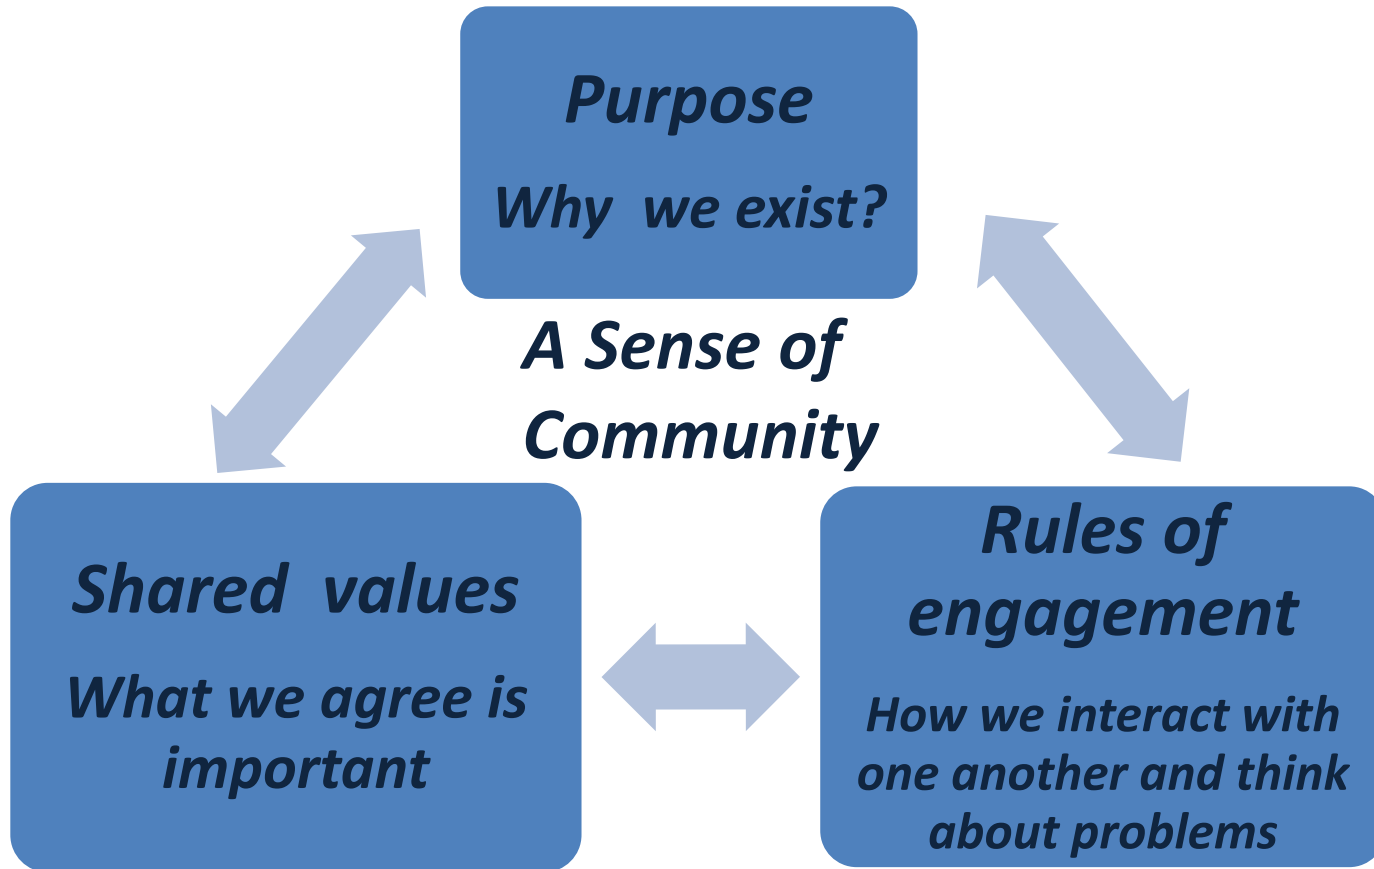 Purpose
Why we exist?
A Sense of
Community
Shared values
What we agree is
important
Rules of
engagement
How we interact with
one another and think
about problems